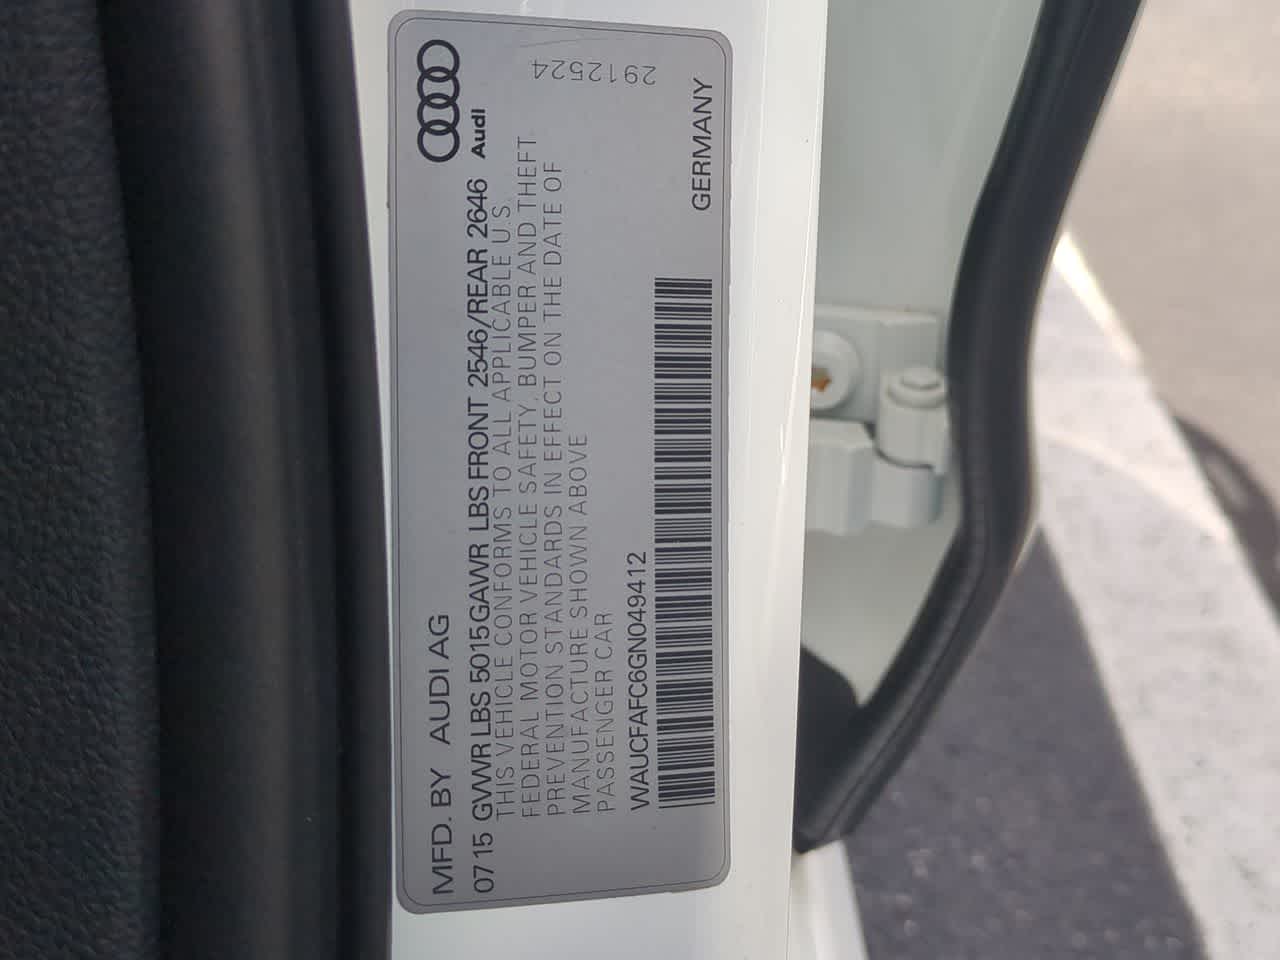 MFD. BY AUDI AG
Audi
07 15 GVWR LBS 5015 GAWR LBS FRONT 2546/REAR 2646
THIS VEHICLE CONFORMS TO ALL APPLICABLE U.S.
FEDERAL MOTOR VEHICLE SAFETY, BUMPER AND THEFT
PREVENTION STANDARDS IN EFFECT ON THE DATE OF
MANUFACTURE SHOWN ABOVE
PASSENGER CAR
WAUCFAFC6GN049412
GERMANY
2912524